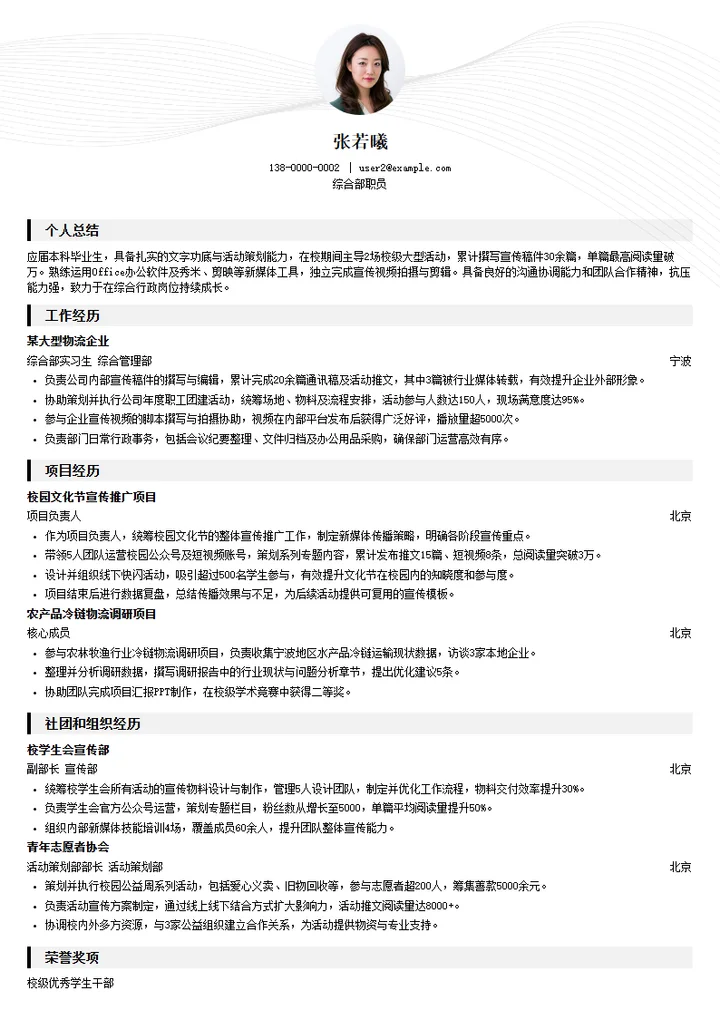 张若曦
138-0000-0002 | user2@example.com
综合部职员
个人总结
应届本科毕业生，具备扎实的文字功底与活动策划能力，在校期间主导2场校级大型活动，累计撰写宣传稿件30余篇，单篇最高阅读量破
万。熟练运用Office办公软件及秀米、剪映等新媒体工具，独立完成宣传视频拍摄与剪辑。具备良好的沟通协调能力和团队合作精神，抗压
能力强，致力于在综合行政岗位持续成长。
工作经历
某大型物流企业
综合部实习生 综合管理部 宁波
• 负责公司内部宣传稿件的撰写与编辑，累计完成20余篇通讯稿及活动推文，其中3篇被行业媒体转载，有效提升企业外部形象。
• 协助策划并执行公司年度职工团建活动，统筹场地、物料及流程安排，活动参与人数达150人，现场满意度达95%。
• 参与企业宣传视频的脚本撰写与拍摄协助，视频在内部平台发布后获得广泛好评，播放量超5000次。
• 负责部门日常行政事务，包括会议纪要整理、文件归档及办公用品采购，确保部门运营高效有序。
项目经历
校园文化节宣传推广项目
项目负责人 北京
• 作为项目负责人，统筹校园文化节的整体宣传推广工作，制定新媒体传播策略，明确各阶段宣传重点。
• 带领5人团队运营校园公众号及短视频账号，策划系列专题内容，累计发布推文15篇、短视频8条，总阅读量突破3万。
• 设计并组织线下快闪活动，吸引超过500名学生参与，有效提升文化节在校园内的知晓度和参与度。
• 项目结束后进行数据复盘，总结传播效果与不足，为后续活动提供可复用的宣传模板。
农产品冷链物流调研项目
核心成员 北京
• 参与农林牧渔行业冷链物流调研项目，负责收集宁波地区水产品冷链运输现状数据，访谈3家本地企业。
• 整理并分析调研数据，撰写调研报告中的行业现状与问题分析章节，提出优化建议5条。
• 协助团队完成项目汇报PPT制作，在校级学术竞赛中获得二等奖。
社团和组织经历
校学生会宣传部
副部长 宣传部 北京
• 统筹校学生会所有活动的宣传物料设计与制作，管理5人设计团队，制定并优化工作流程，物料交付效率提升30%。
• 负责学生会官方公众号运营，策划专题栏目，粉丝数从增长至5000，单篇平均阅读量提升50%。
• 组织内部新媒体技能培训4场，覆盖成员60余人，提升团队整体宣传能力。
青年志愿者协会
活动策划部部长 活动策划部 北京
• 策划并执行校园公益周系列活动，包括爱心义卖、旧物回收等，参与志愿者超200人，筹集善款5000余元。
• 负责活动宣传方案制定，通过线上线下结合方式扩大影响力，活动推文阅读量达8000+。
• 协调校内外多方资源，与3家公益组织建立合作关系，为活动提供物资与专业支持。
荣誉奖项
校级优秀学生干部